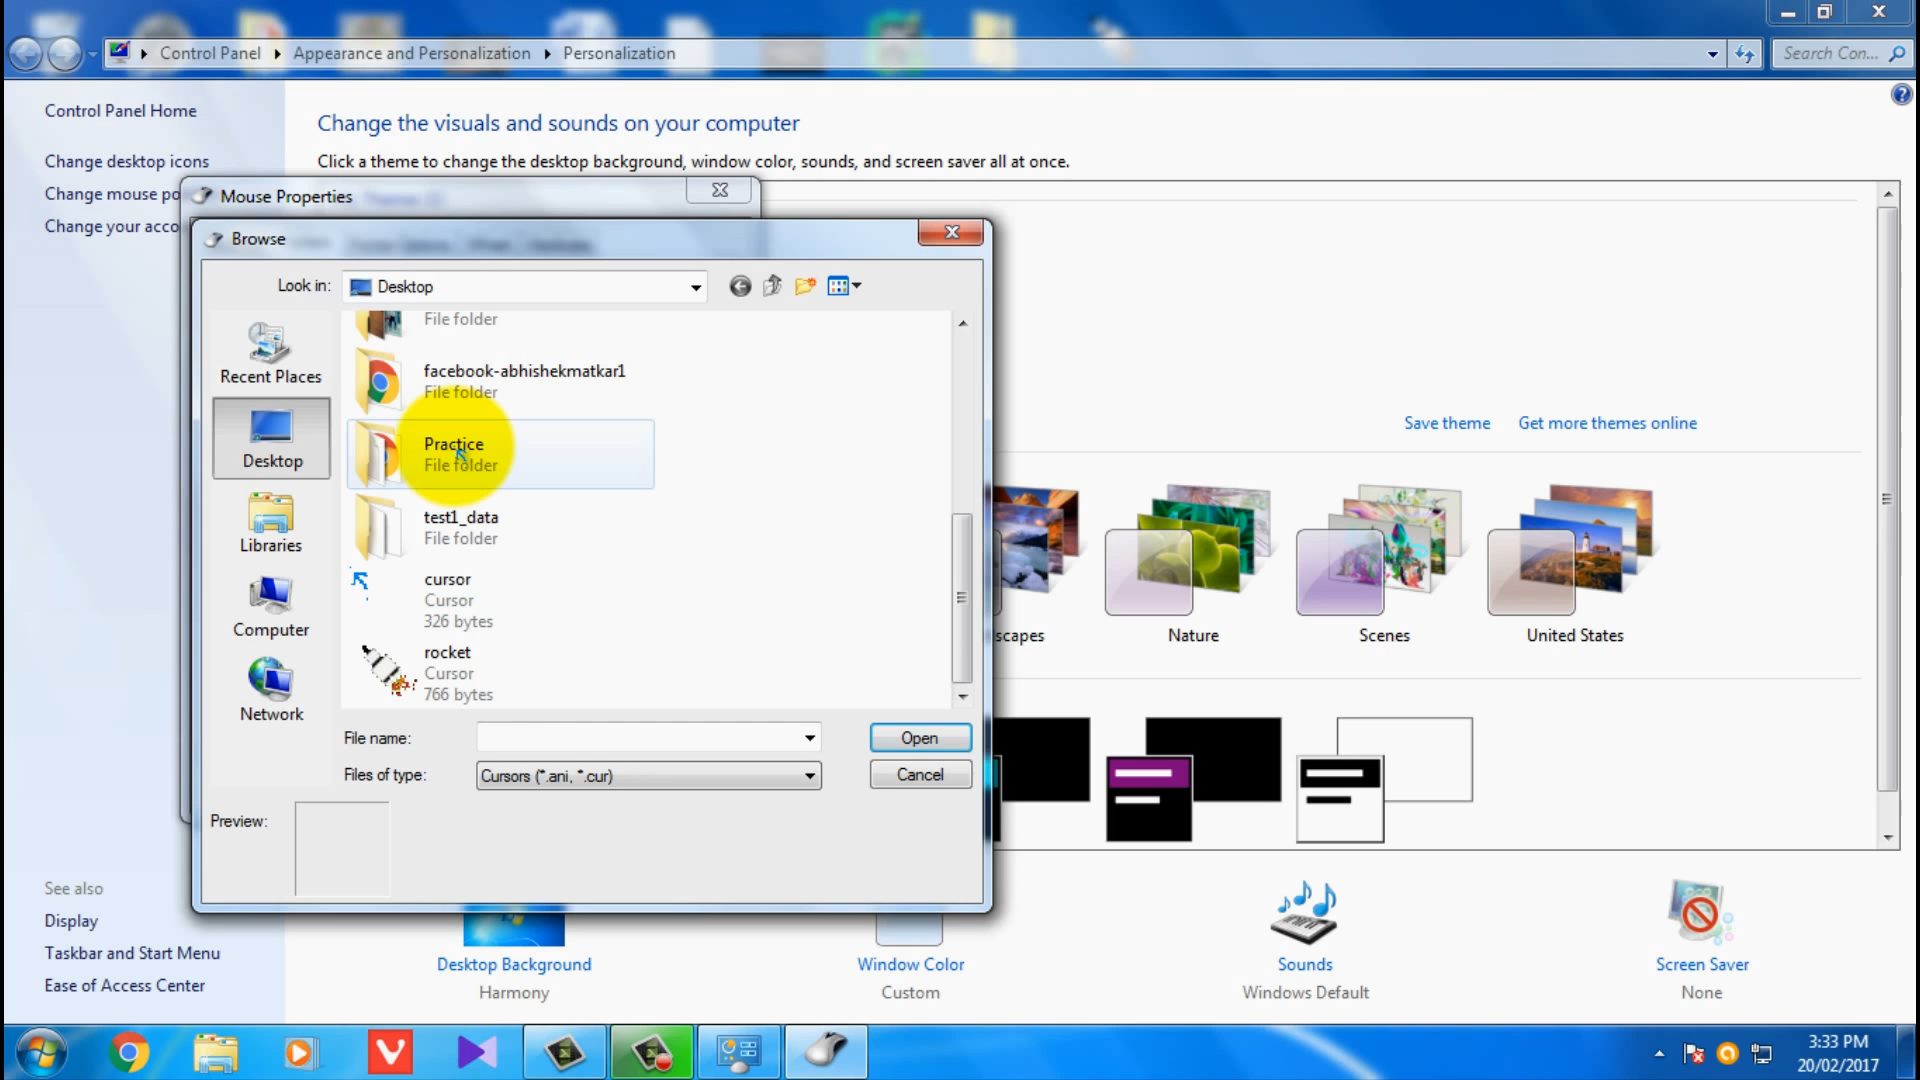 Control Panel
Appearance and Personalization
Personalization
Search Con...
Control Panel Home
Change desktop icons
Change mouse po
Change your acco
Change the visuals and sounds on your computer
Click a theme to change the desktop background, window color, sounds, and screen saver all at once.
Mouse Properties
Browse
Look in:
Desktop
Recent Places
Desktop
Libraries
Computer
Network
File folder
facebook-abhishekmatkar1
File folder
Practice
File folder
test1_data
File folder
cursor
Cursor
326 bytes
rocket
Cursor
766 bytes
File name:
Open
Files of type:
Cursors (*.ani, *.cur)
Cancel
Preview:
Save theme
Get more themes online
scapes
Nature
Scenes
United States
See also
Display
Taskbar and Start Menu
Ease of Access Center
Desktop Background
Harmony
Window Color
Custom
Sounds
Windows Default
Screen Saver
None
3:33 PM
20/02/2017